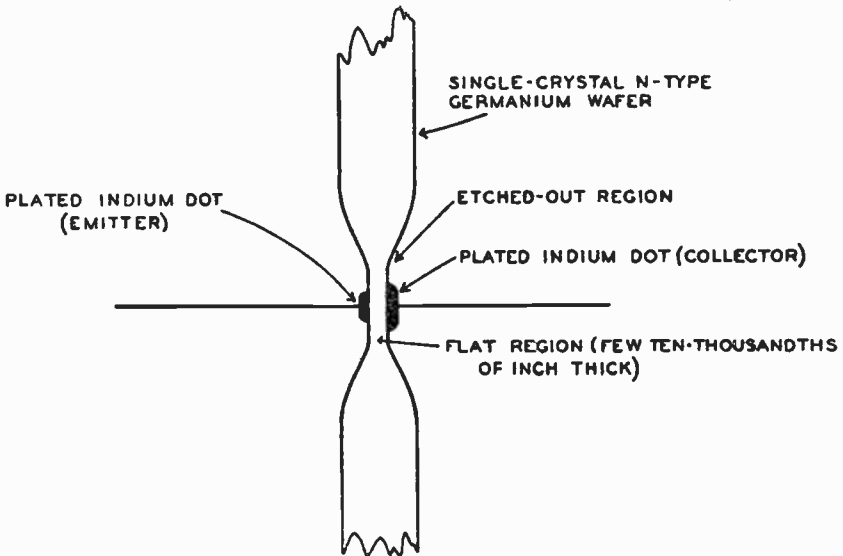 SINGLE-CRYSTAL N-TYPE
GERMANIUM WAFER
PLATED INDIUM DOT
(EMITTER)
ETCHED-OUT REGION
PLATED INDIUM DOT (COLLECTOR)
FLAT REGION (FEW TEN-THOUSANDTHS
OF INCH THICK)